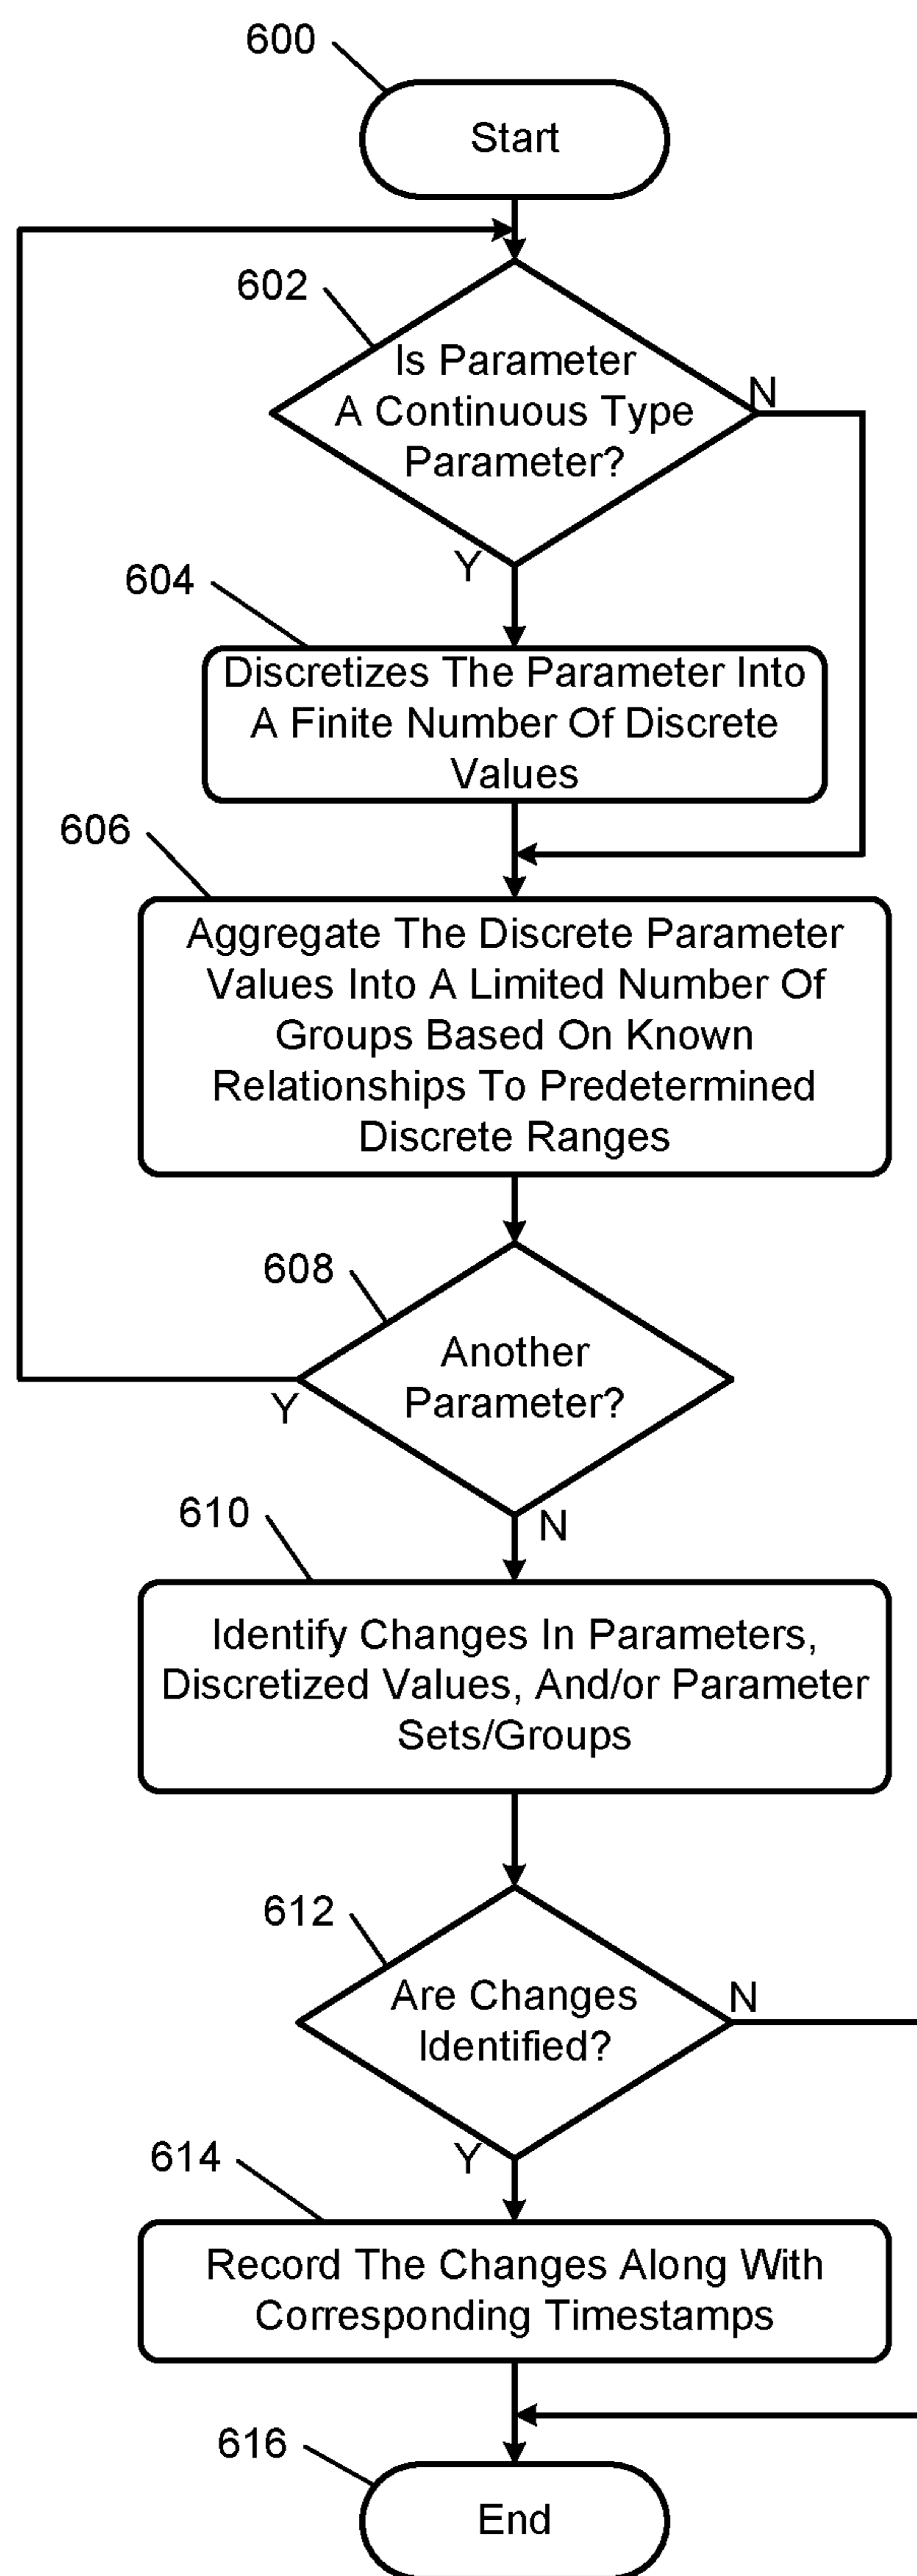 600
Start
602
Is Parameter
A Continuous Type
Parameter?
N
Y
604
Discretizes The Parameter Into
A Finite Number Of Discrete
Values
606
Aggregate The Discrete Parameter
Values Into A Limited Number Of
Groups Based On Known
Relationships To Predetermined
Discrete Ranges
608
Another
Parameter?
Y
N
610
Identify Changes In Parameters,
Discretized Values, And/or Parameter
Sets/Groups
612
Are Changes
Identified?
N
Y
614
Record The Changes Along With
Corresponding Timestamps
616
End